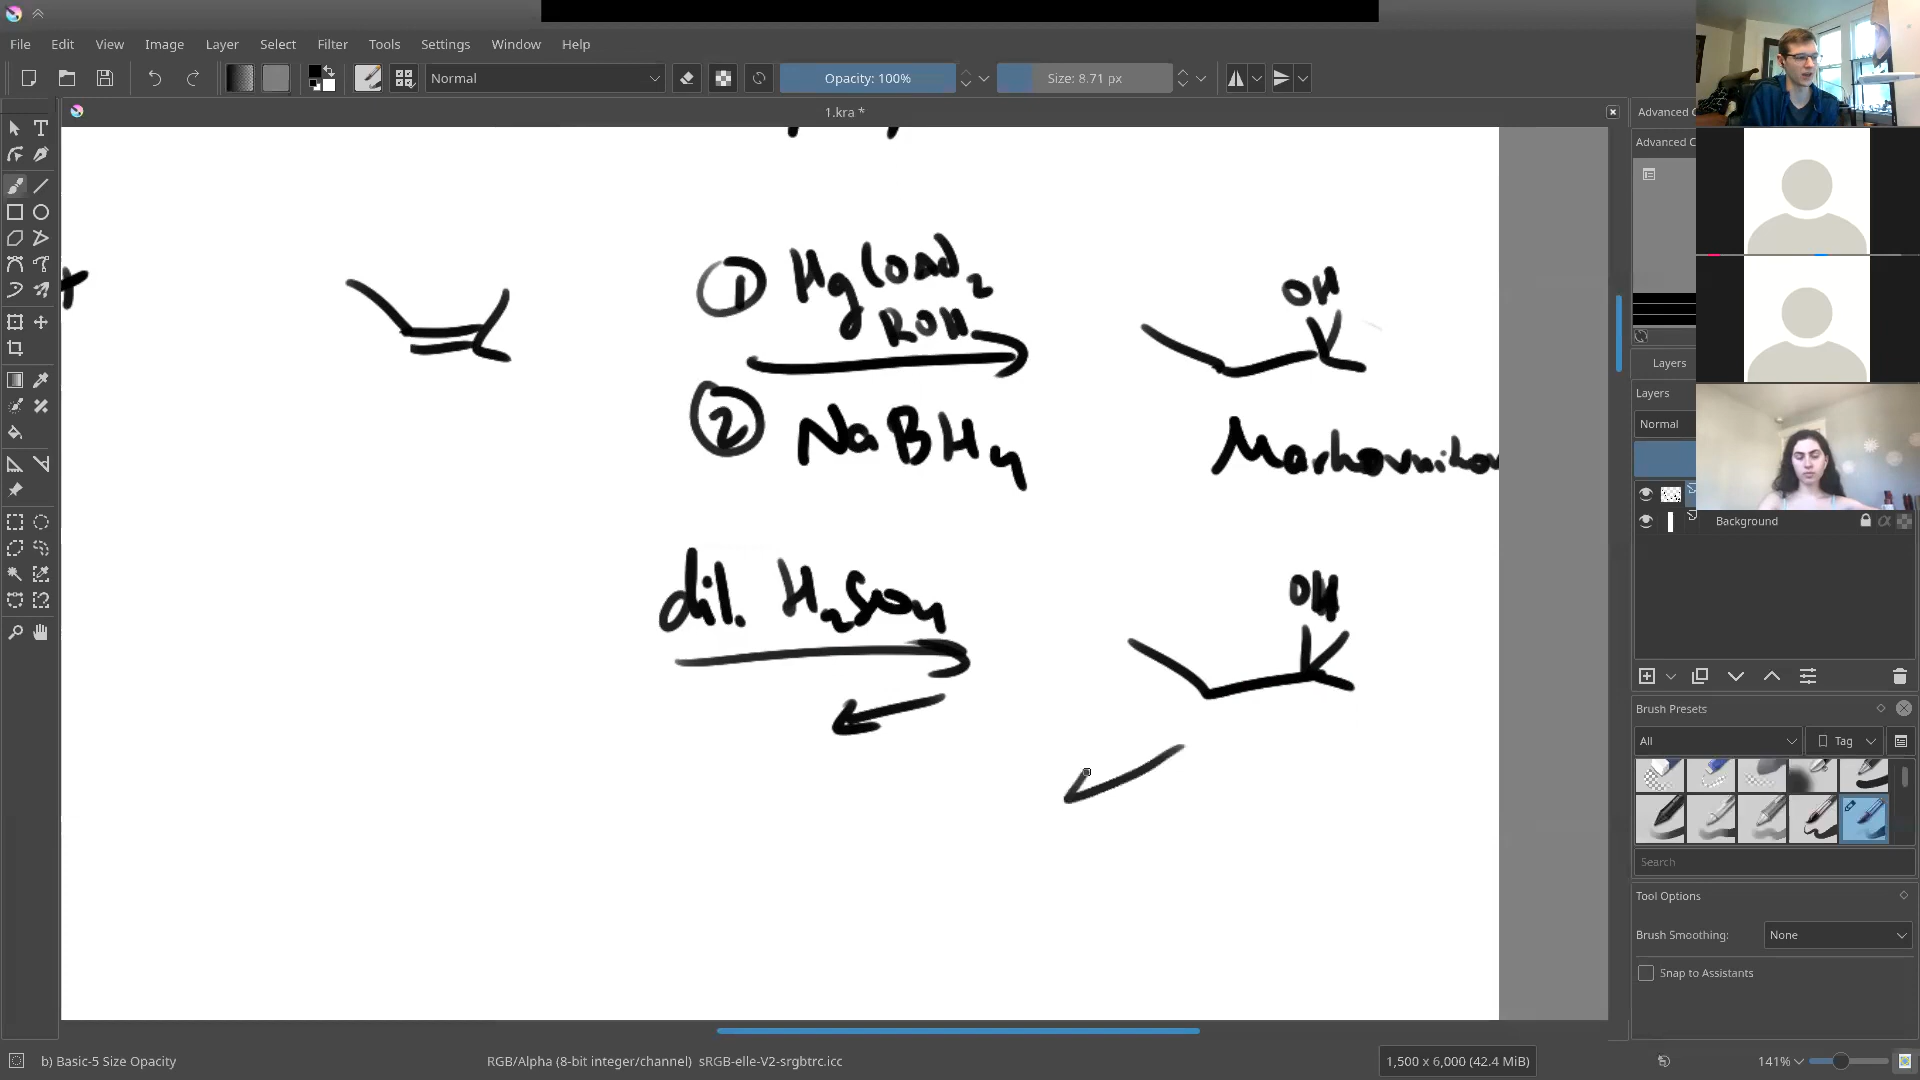 File Edit View Image Layer Select Filter Tools Settings Window Help
Normal
Opacity: 100%
Size: 8.71 px
1.kra *
Advanced C
Advanced C
① Hg(OAc)2
ROH
OH
② NaBH4
Markovnikov
dil. H2SO4
OH
Layers
Layers
Normal
Background
Brush Presets
All
Tag
Search
Tool Options
Brush Smoothing: None
Snap to Assistants
b) Basic-5 Size Opacity
RGB/Alpha (8-bit integer/channel) sRGB-elle-V2-srgbtrc.icc
1,500 x 6,000 (42.4 MiB)
141%